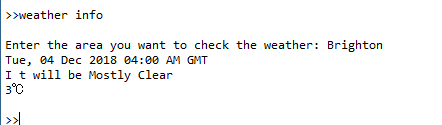 >>weather info
Enter the area you want to check the weather: Brighton
Tue, 04 Dec 2018 04:00 AM GMT
I t will be Mostly Clear
3℃
>>